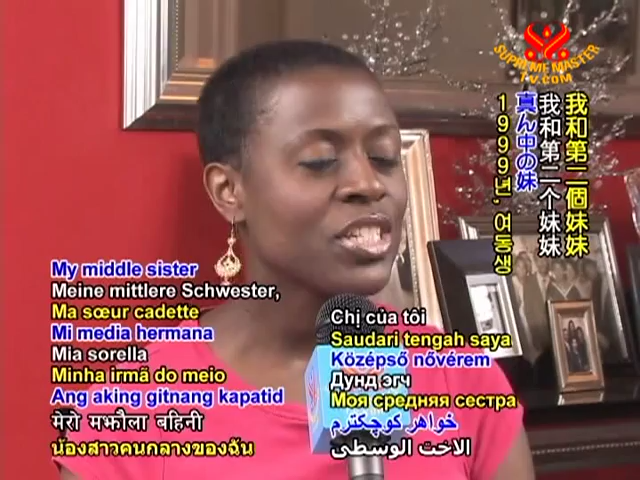 SUPREME MASTER
TV.COM
我和第二個妹妹
我和第二个妹妹
真ん中の妹
1999년, 여동생
My middle sister
Meine mittlere Schwester,
Ma sœur cadette
Mi media hermana
Mia sorella
Minha irmã do meio
Ang aking gitnang kapatid
मेरो मझौला बहिनी
น้องสาวคนกลางของฉัน
Chị của tôi
Saudari tengah saya
Középső nővérem
Дунд эгч
Моя средняя сестра
خواهر کوچکترم
الاخت الوسطى